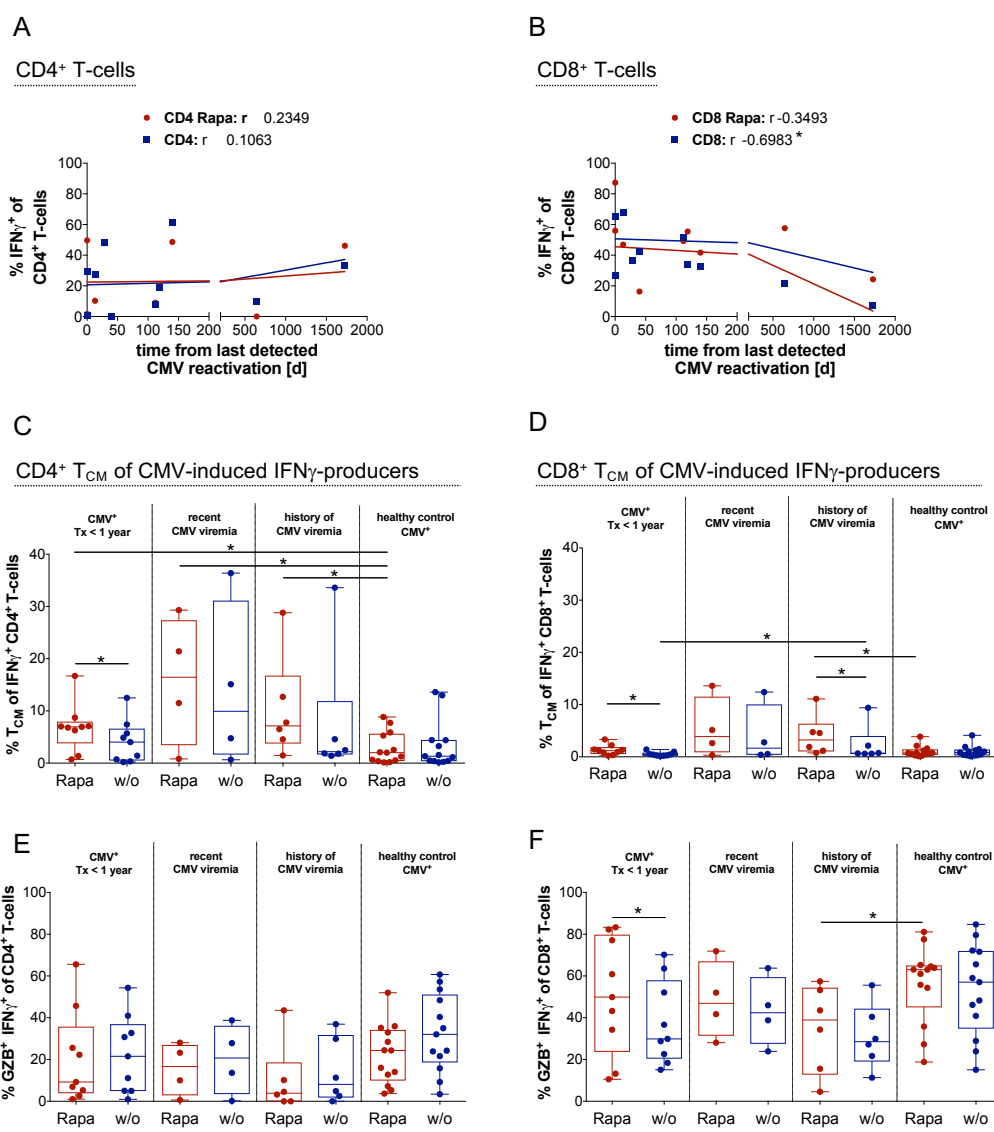 A
CD4+ T-cells
CD4 Rapa: r 0.2349
CD4: r 0.1063
% IFNγ+ of
CD4+ T-cells
100
80
60
40
20
0
0 50 100 150 200 500 1000 1500 2000
time from last detected
CMV reactivation [d]
B
CD8+ T-cells
CD8 Rapa: r -0.3493
CD8: r -0.6983 *
% IFNγ+ of
CD8+ T-cells
100
80
60
40
20
0
0 50 100 150 200 500 1000 1500 2000
time from last detected
CMV reactivation [d]
C
CD4+ TCM of CMV-induced IFNγ-producers
CMV+
Tx < 1 year
recent
CMV viremia
history of
CMV viremia
healthy control
CMV+
% TCM of IFNγ+ CD4+ T-cells
40
30
20
10
0
* * * *
Rapa w/o Rapa w/o Rapa w/o Rapa w/o
D
CD8+ TCM of CMV-induced IFNγ-producers
CMV+
Tx < 1 year
recent
CMV viremia
history of
CMV viremia
healthy control
CMV+
% TCM of IFNγ+ CD8+ T-cells
40
30
20
10
0
* * * *
Rapa w/o Rapa w/o Rapa w/o Rapa w/o
E
CMV+
Tx < 1 year
recent
CMV viremia
history of
CMV viremia
healthy control
CMV+
% GZB+ IFNγ+ of CD4+ T-cells
100
80
60
40
20
0
Rapa w/o Rapa w/o Rapa w/o Rapa w/o
F
CMV+
Tx < 1 year
recent
CMV viremia
history of
CMV viremia
healthy control
CMV+
% GZB+ IFNγ+ of CD8+ T-cells
100
80
60
40
20
0
* *
Rapa w/o Rapa w/o Rapa w/o Rapa w/o